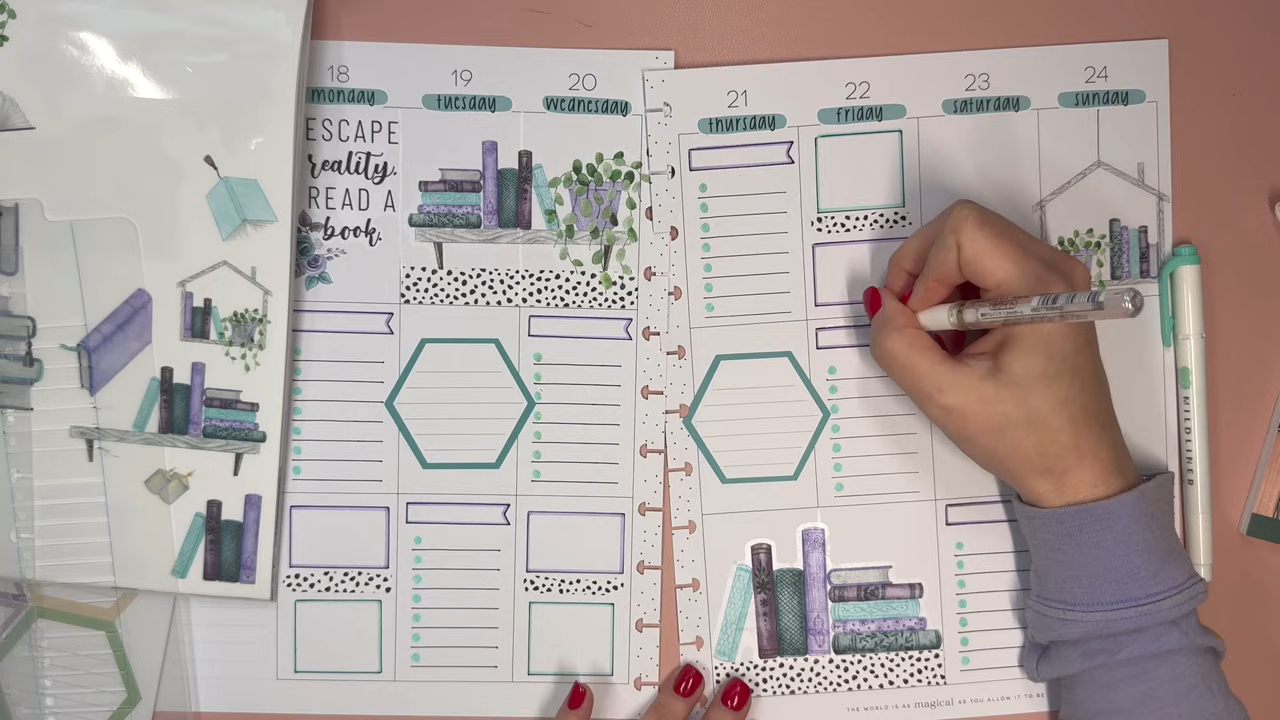 18
monday
19
tuesday
20
wednesday
21
thursday
22
friday
23
saturday
24
sunday
ESCAPE
reality.
READ A
book.
MILDLINER
THE WORLD IS AS magical AS YOU ALLOW IT TO BE